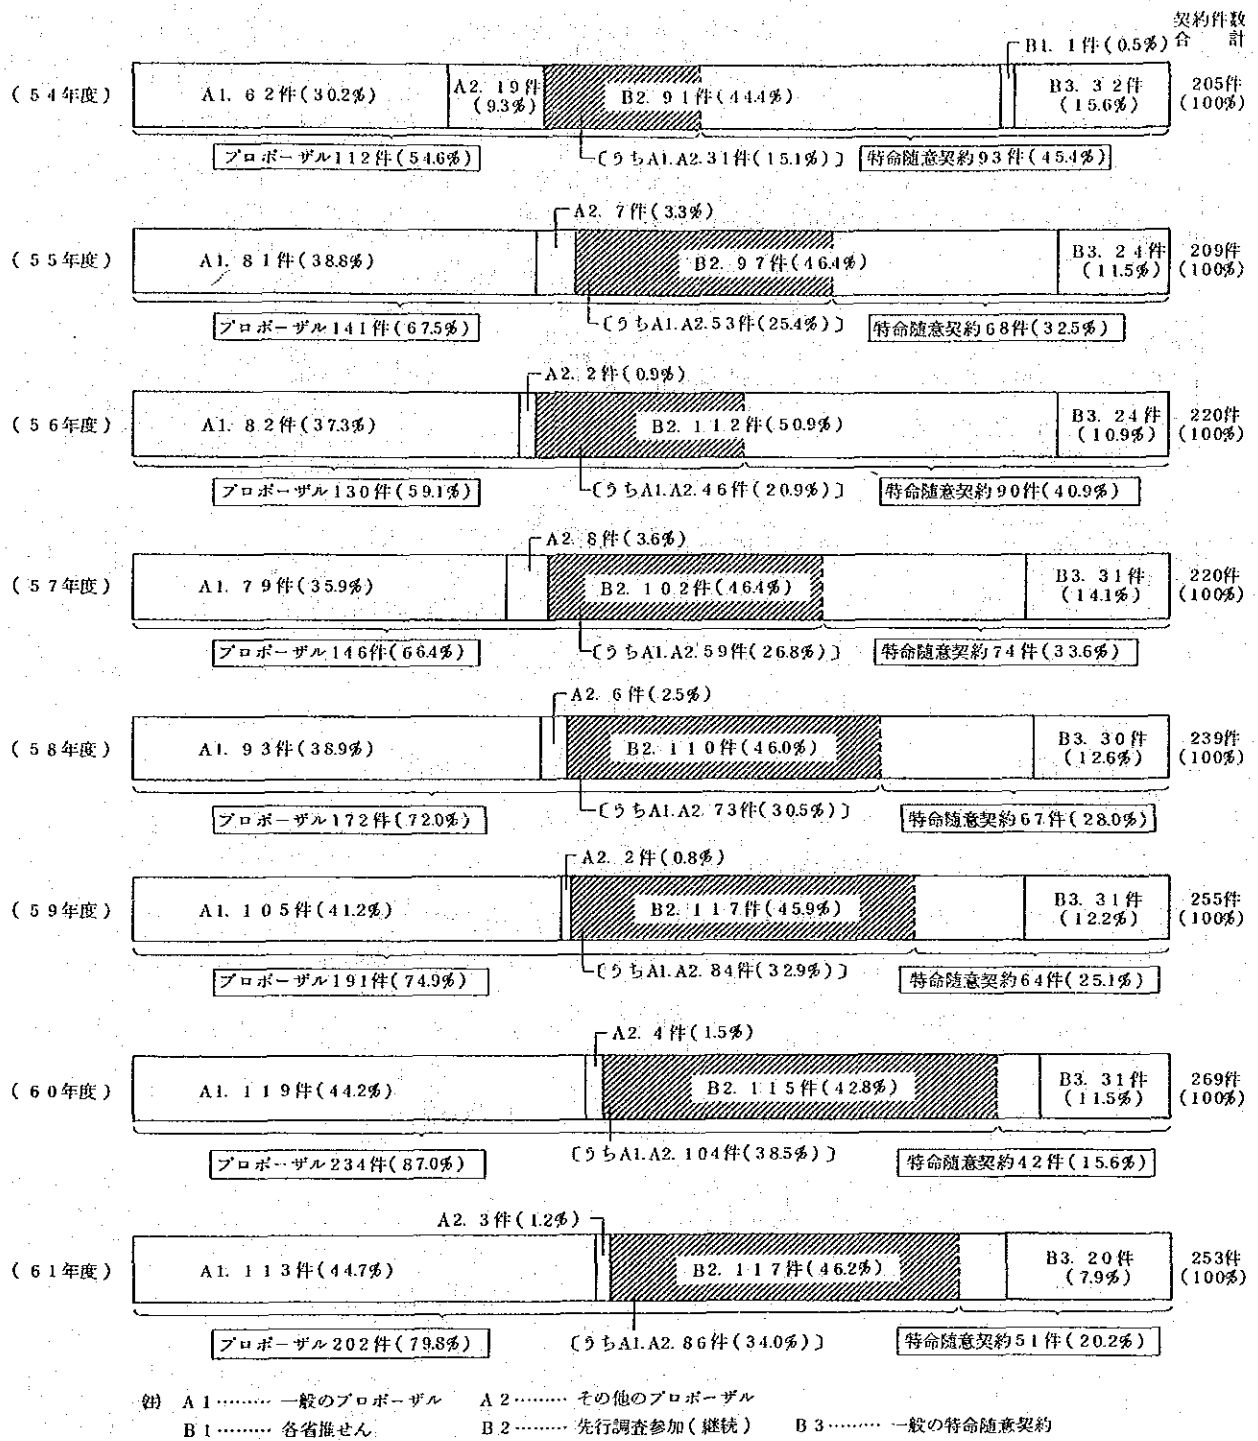 契約件数
合　計
B1. 1件(0.5%)
(54年度) A1. 62件(30.2%) A2. 19件(9.3%) B2. 91件(44.4%) B3. 32件(15.6%) 205件(100%)
プロポーザル112件(54.6%) 〔うちA1.A2.31件(15.1%)〕 特命随意契約93件(45.4%)
A2. 7件(3.3%)
(55年度) A1. 81件(38.8%) B2. 97件(46.4%) B3. 24件(11.5%) 209件(100%)
プロポーザル141件(67.5%) 〔うちA1.A2.53件(25.4%)〕 特命随意契約68件(32.5%)
A2. 2件(0.9%)
(56年度) A1. 82件(37.3%) B2. 112件(50.9%) B3. 24件(10.9%) 220件(100%)
プロポーザル130件(59.1%) 〔うちA1.A2.46件(20.9%)〕 特命随意契約90件(40.9%)
A2. 8件(3.6%)
(57年度) A1. 79件(35.9%) B2. 102件(46.4%) B3. 31件(14.1%) 220件(100%)
プロポーザル146件(66.4%) 〔うちA1.A2.59件(26.8%)〕 特命随意契約74件(33.6%)
A2. 6件(2.5%)
(58年度) A1. 93件(38.9%) B2. 110件(46.0%) B3. 30件(12.6%) 239件(100%)
プロポーザル172件(72.0%) 〔うちA1.A2.73件(30.5%)〕 特命随意契約67件(28.0%)
A2. 2件(0.8%)
(59年度) A1. 105件(41.2%) B2. 117件(45.9%) B3. 31件(12.2%) 255件(100%)
プロポーザル191件(74.9%) 〔うちA1.A2.84件(32.9%)〕 特命随意契約64件(25.1%)
A2. 4件(1.5%)
(60年度) A1. 119件(44.2%) B2. 115件(42.8%) B3. 31件(11.5%) 269件(100%)
プロポーザル234件(87.0%) 〔うちA1.A2.104件(38.5%)〕 特命随意契約42件(15.6%)
A2. 3件(1.2%)
(61年度) A1. 113件(44.7%) B2. 117件(46.2%) B3. 20件(7.9%) 253件(100%)
プロポーザル202件(79.8%) 〔うちA1.A2.86件(34.0%)〕 特命随意契約51件(20.2%)
注) A1………一般のプロポーザル A2………その他のプロポーザル
B1………各省推せん B2………先行調査参加(継続) B3………一般の特命随意契約